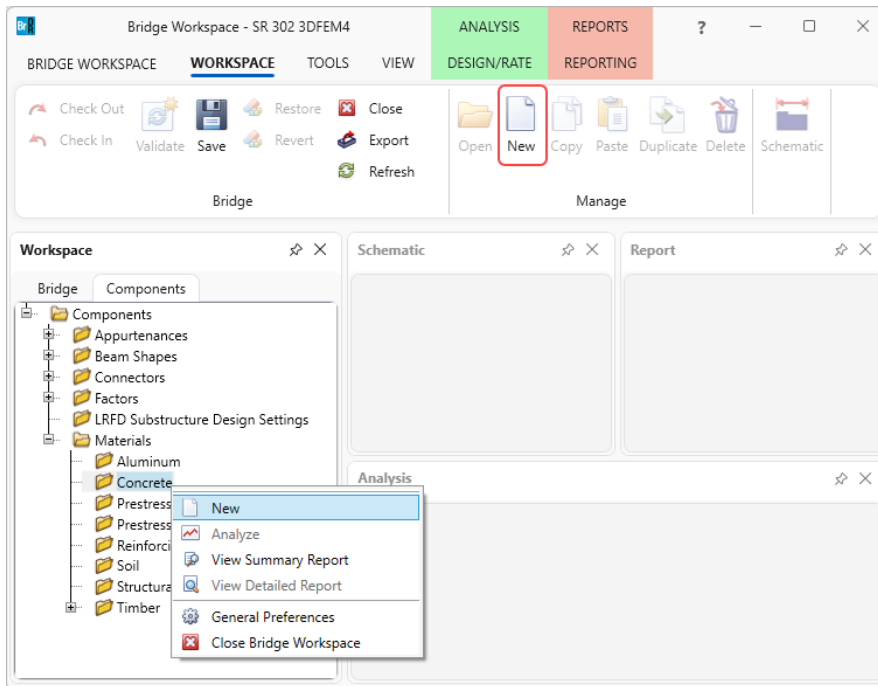 Br R Bridge Workspace - SR 302 3DFEM4 ANALYSIS REPORTS ?
BRIDGE WORKSPACE WORKSPACE TOOLS VIEW DESIGN/RATE REPORTING
Check Out
Check In
Validate
Save
Restore
Revert
Close
Export
Refresh
Bridge
Open
New
Copy
Paste
Duplicate
Delete
Schematic
Manage
Workspace
Bridge Components
Components
Appurtenances
Beam Shapes
Connectors
Factors
LRFD Substructure Design Settings
Materials
Aluminum
Concrete
Prestress
Prestress
Reinforci
Soil
Structura
Timber
New
Analyze
View Summary Report
View Detailed Report
General Preferences
Close Bridge Workspace
Schematic
Report
Analysis